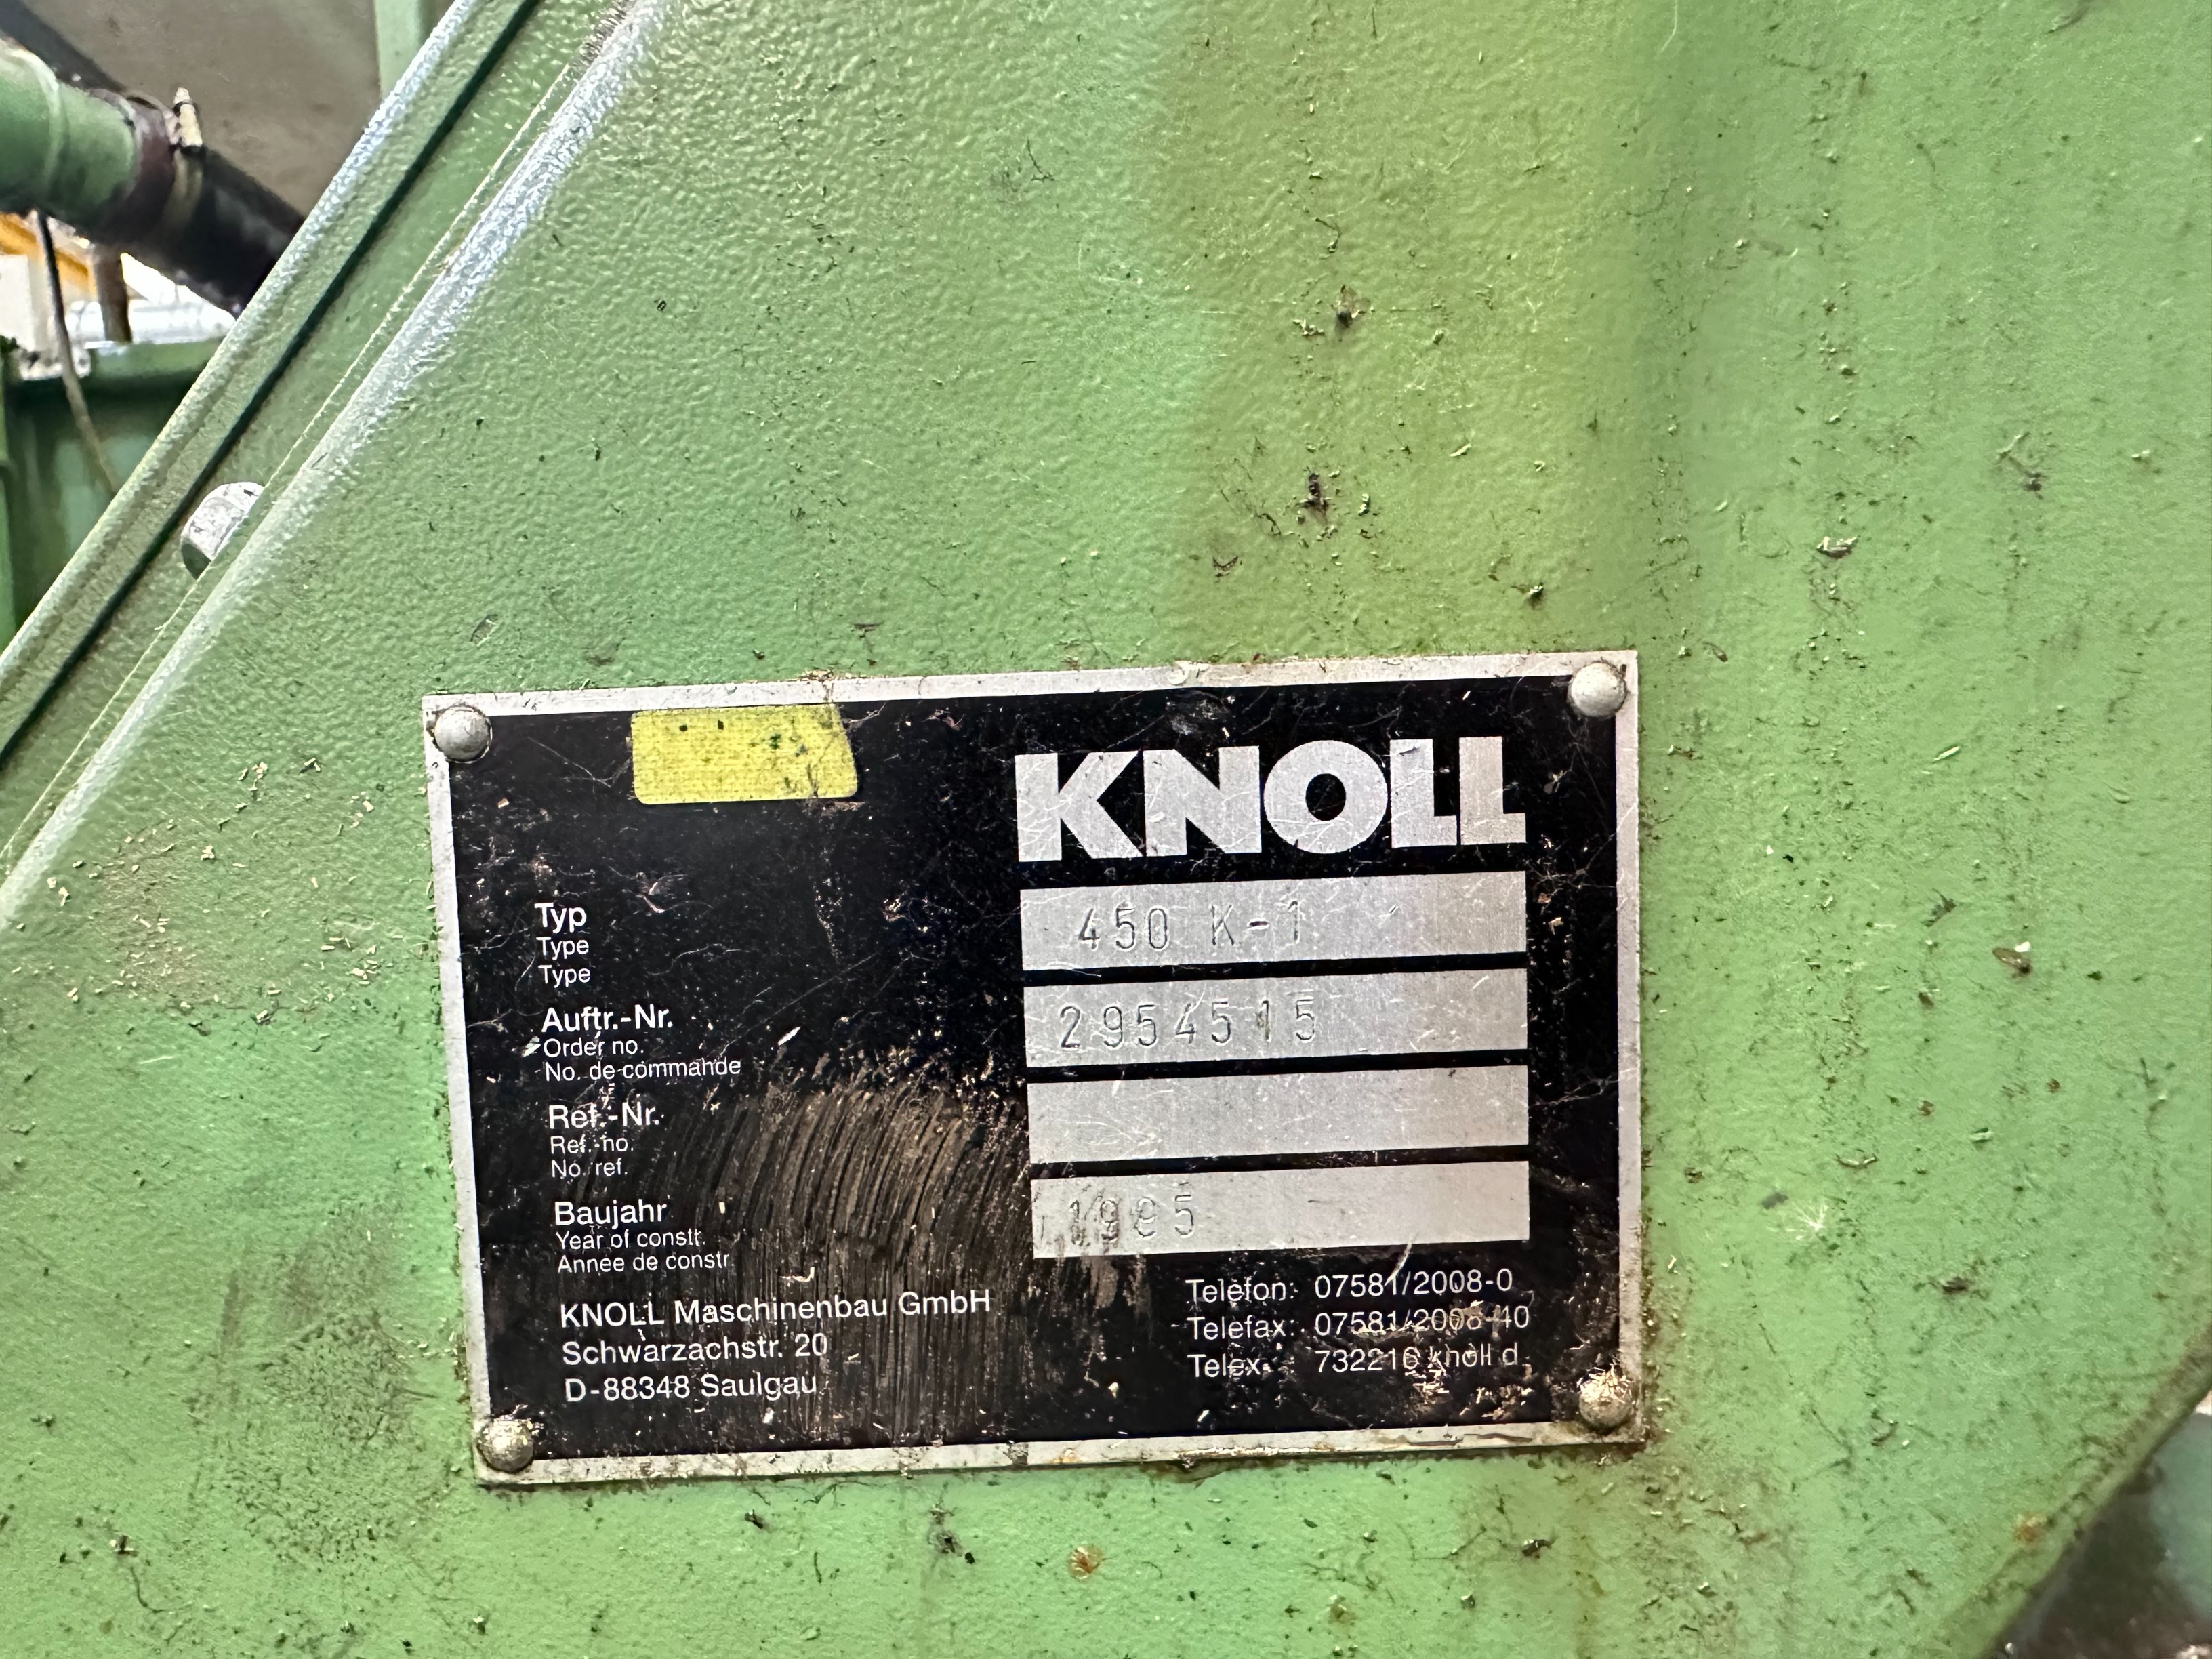 KNOLL
Typ
Type
Type
450 K-1
Auftr.-Nr.
Order no.
No. de commande
2954515
Ref.-Nr.
Ref.-no.
No. ref.
Baujahr
Year of constr.
Annee de constr
1995
KNOLL Maschinenbau GmbH
Schwarzachstr. 20
D-88348 Saulgau
Telefon: 07581/2008-0
Telefax: 07581/2008-40
Telex: 732216 knoll d